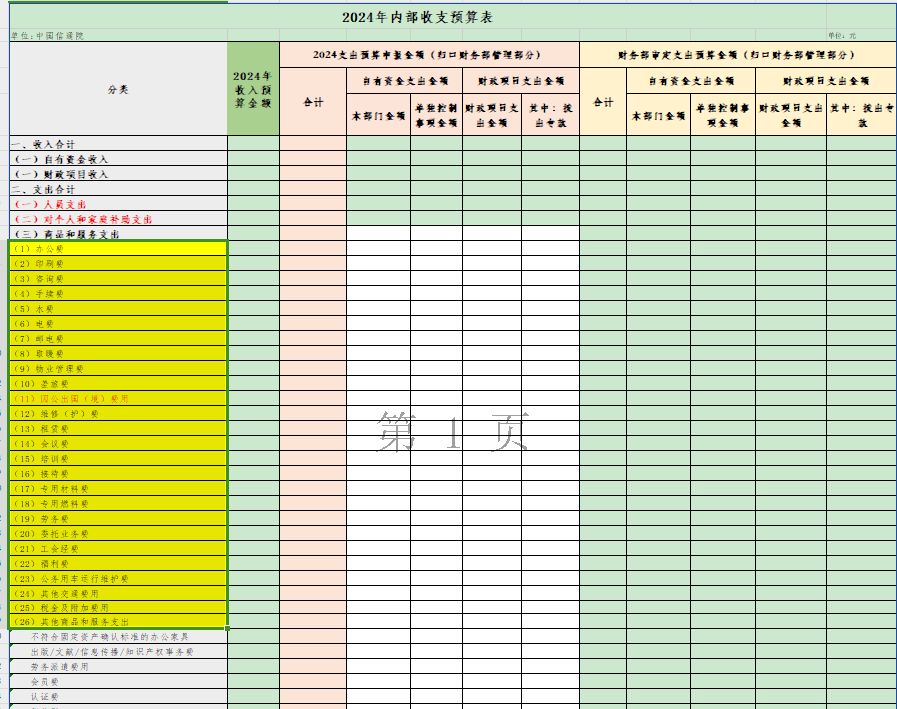 2024年内部收支预算表
单位:中国信通院 单位:元
分类 2024年收入预算金额 2024支出预算申报金额（归口财务部管理部分） 财务部审定支出预算金额（归口财务部管理部分）
合计 自有资金支出金额 财政项目支出金额 合计 自有资金支出金额 财政项目支出金额
本部门金额 单独控制事项金额 财政项目支出金额 其中：拨出专款 本部门金额 单独控制事项金额 财政项目支出金额 其中：拨出专款
一、收入合计
（一）自有资金收入
（一）财政项目收入
二、支出合计
（一）人员支出
（二）对个人和家庭补助支出
（三）商品和服务支出
（1）办公费
（2）印刷费
（3）咨询费
（4）手续费
（5）水费
（6）电费
（7）邮电费
（8）取暖费
（9）物业管理费
（10）差旅费
（11）因公出国（境）费用
（12）维修（护）费
（13）租赁费
（14）会议费
（15）培训费
（16）接待费
（17）专用材料费
（18）专用燃料费
（19）劳务费
（20）委托业务费
（21）工会经费
（22）福利费
（23）公务用车运行维护费
（24）其他交通费用
（25）税金及附加费用
（26）其他商品和服务支出
不符合固定资产确认标准的办公家具
出版/文献/信息传播/知识产权事务费
劳务派遣费用
会员费
认证费
第 1 页